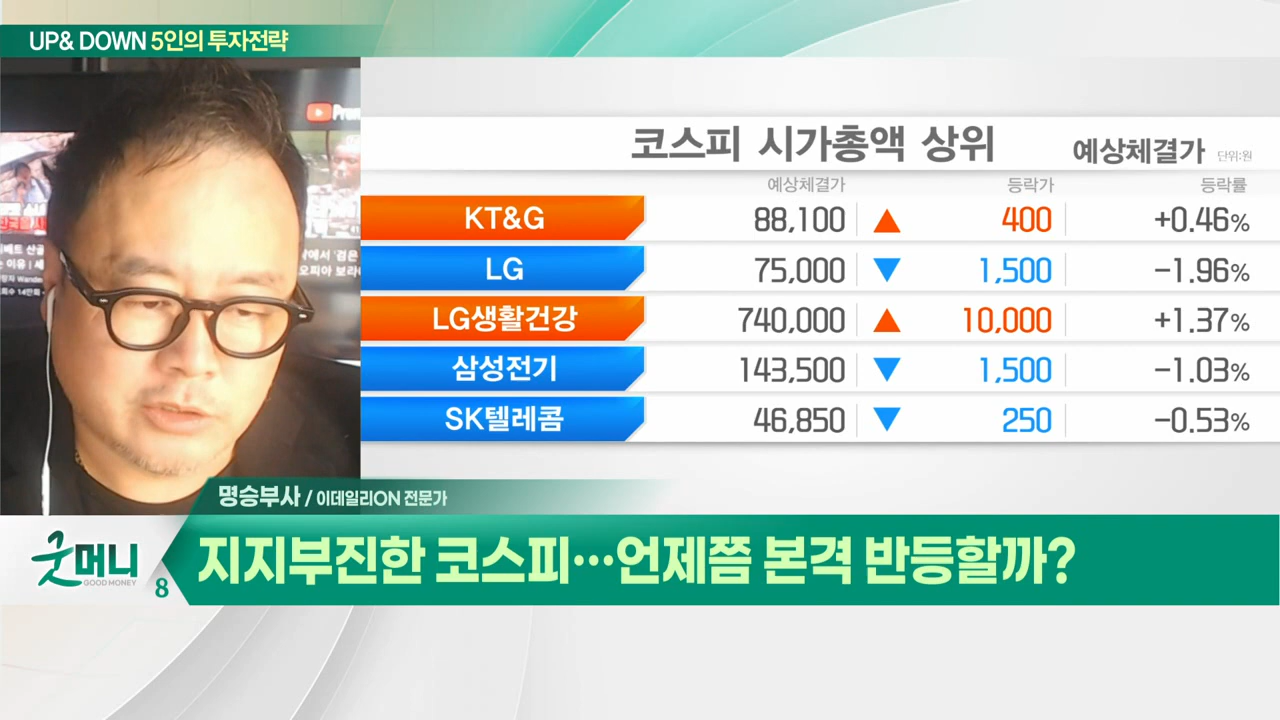 UP& DOWN 5인의 투자전략
코스피 시가총액 상위 예상체결가 단위:원
예상체결가 등락가 등락률
KT&G 88,100 ▲ 400 +0.46%
LG 75,000 ▼ 1,500 -1.96%
LG생활건강 740,000 ▲ 10,000 +1.37%
삼성전기 143,500 ▼ 1,500 -1.03%
SK텔레콤 46,850 ▼ 250 -0.53%
명승부사 / 이데일리ON 전문가
굿머니
GOOD MONEY
8
지지부진한 코스피…언제쯤 본격 반등할까?